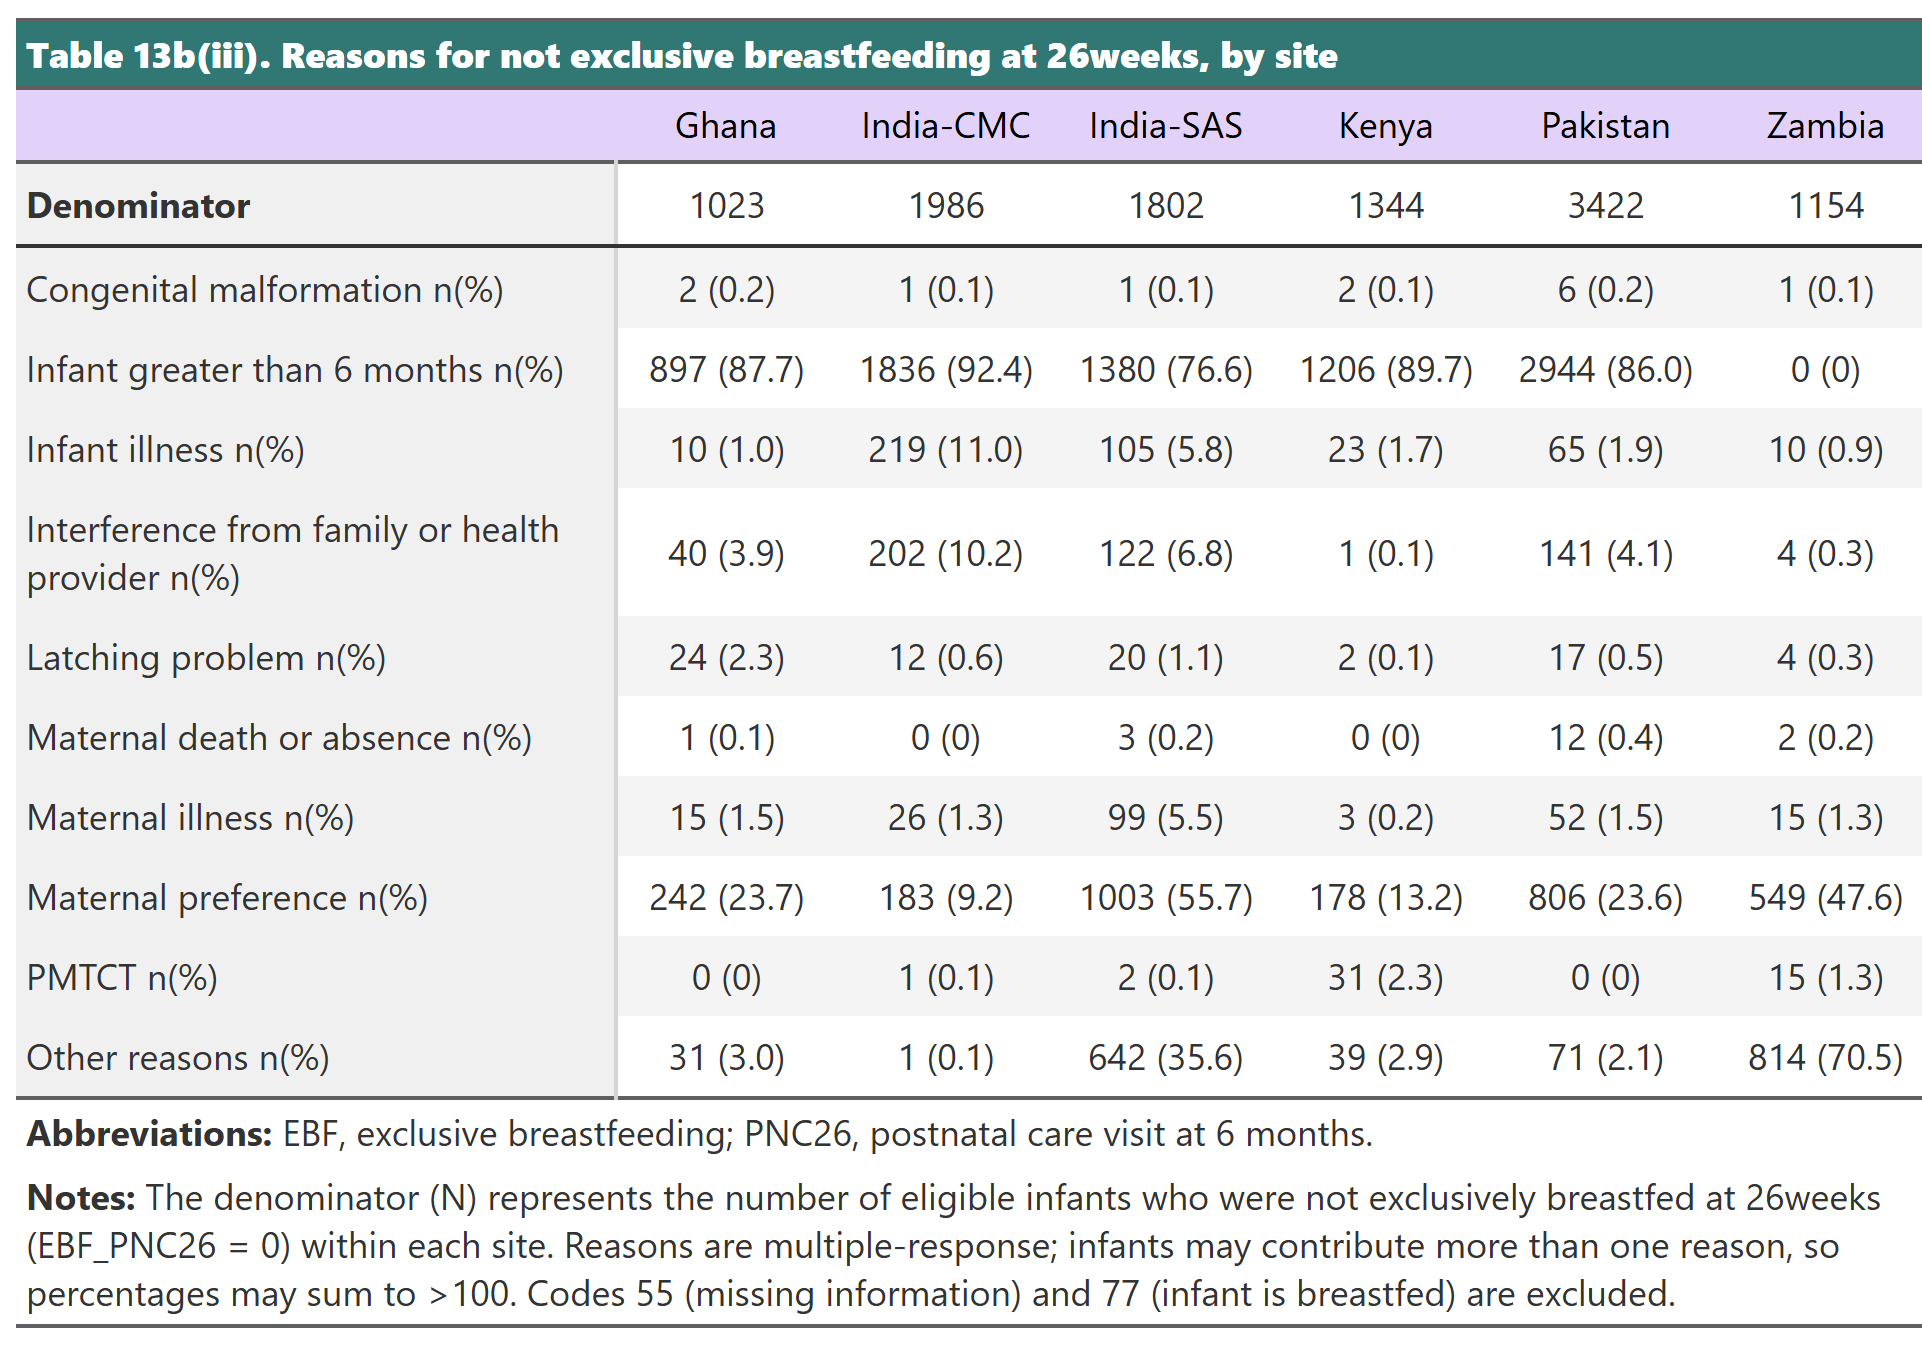 Table 13b(iii). Reasons for not exclusive breastfeeding at 26weeks, by site
Ghana India-CMC India-SAS Kenya Pakistan Zambia
Denominator 1023 1986 1802 1344 3422 1154
Congenital malformation n(%) 2 (0.2) 1 (0.1) 1 (0.1) 2 (0.1) 6 (0.2) 1 (0.1)
Infant greater than 6 months n(%) 897 (87.7) 1836 (92.4) 1380 (76.6) 1206 (89.7) 2944 (86.0) 0 (0)
Infant illness n(%) 10 (1.0) 219 (11.0) 105 (5.8) 23 (1.7) 65 (1.9) 10 (0.9)
Interference from family or health
provider n(%) 40 (3.9) 202 (10.2) 122 (6.8) 1 (0.1) 141 (4.1) 4 (0.3)
Latching problem n(%) 24 (2.3) 12 (0.6) 20 (1.1) 2 (0.1) 17 (0.5) 4 (0.3)
Maternal death or absence n(%) 1 (0.1) 0 (0) 3 (0.2) 0 (0) 12 (0.4) 2 (0.2)
Maternal illness n(%) 15 (1.5) 26 (1.3) 99 (5.5) 3 (0.2) 52 (1.5) 15 (1.3)
Maternal preference n(%) 242 (23.7) 183 (9.2) 1003 (55.7) 178 (13.2) 806 (23.6) 549 (47.6)
PMTCT n(%) 0 (0) 1 (0.1) 2 (0.1) 31 (2.3) 0 (0) 15 (1.3)
Other reasons n(%) 31 (3.0) 1 (0.1) 642 (35.6) 39 (2.9) 71 (2.1) 814 (70.5)
Abbreviations: EBF, exclusive breastfeeding; PNC26, postnatal care visit at 6 months.
Notes: The denominator (N) represents the number of eligible infants who were not exclusively breastfed at 26weeks
(EBF_PNC26 = 0) within each site. Reasons are multiple-response; infants may contribute more than one reason, so
percentages may sum to >100. Codes 55 (missing information) and 77 (infant is breastfed) are excluded.